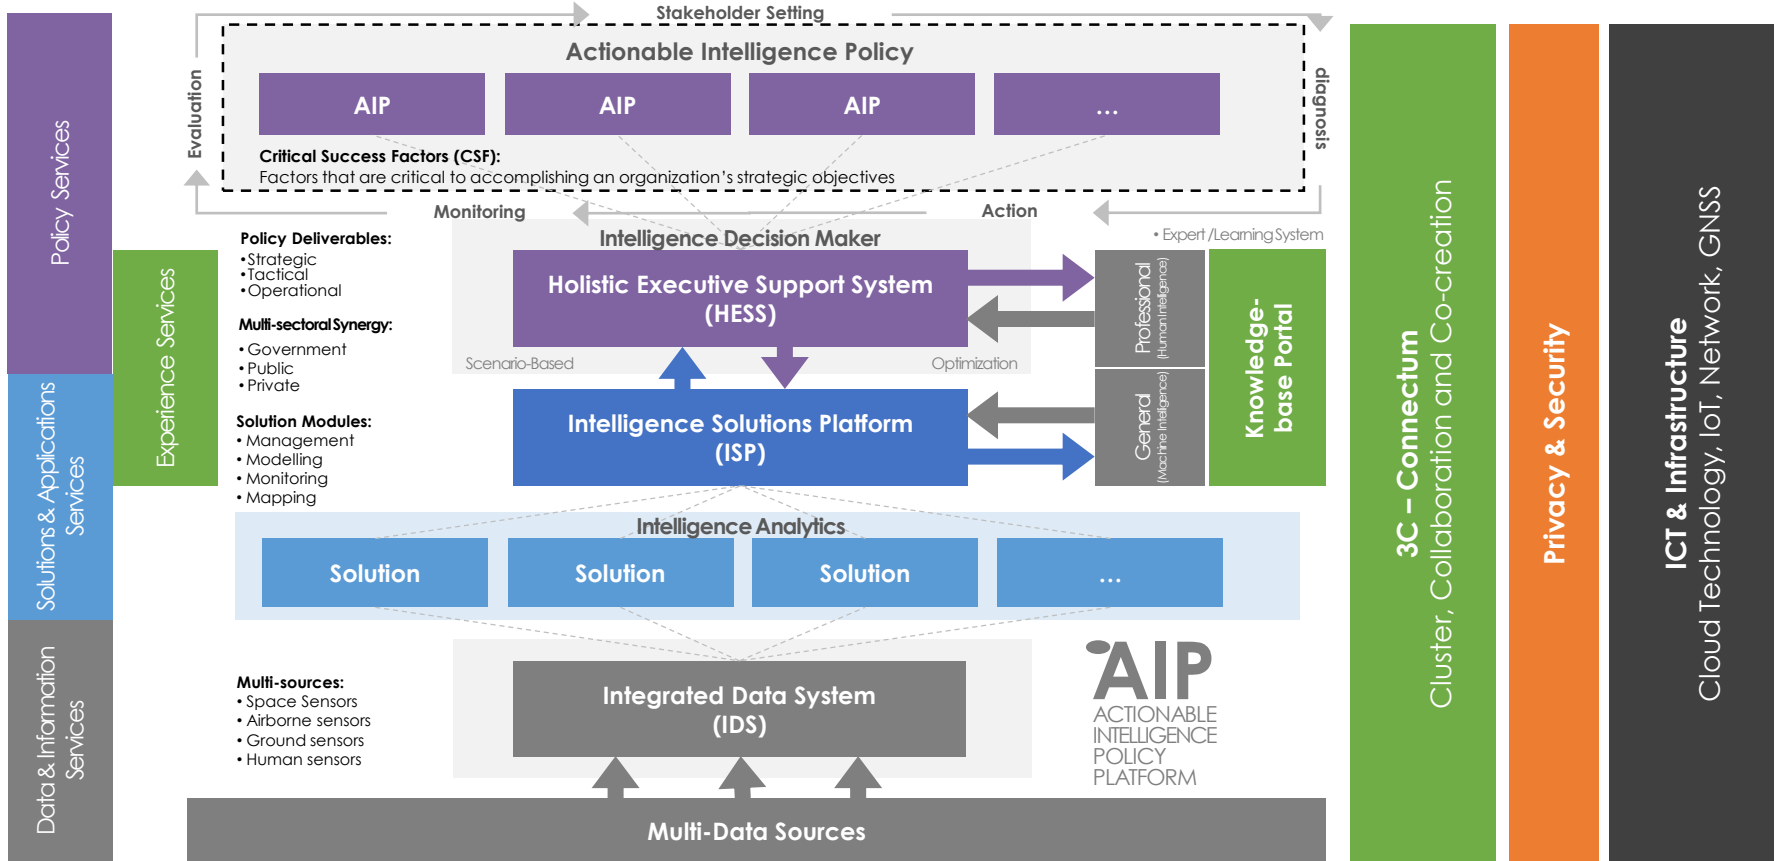 Stakeholder Setting
Actionable Intelligence Policy
AIP
AIP
AIP
...
Critical Success Factors (CSF):
Factors that are critical to accomplishing an organization's strategic objectives
Evaluation
diagnosis
Monitoring
Action
Policy Services
Experience Services
Solutions & Applications
Services
Data & Information
Services
Policy Deliverables:
• Strategic
• Tactical
• Operational
Multi-sectoral Synergy:
• Government
• Public
• Private
Solution Modules:
• Management
• Modelling
• Monitoring
• Mapping
Intelligence Decision Maker
Holistic Executive Support System
(HESS)
Scenario-Based
Optimization
• Expert /Learning System
Professional
(Human Intelligence)
General
(Machine Intelligence)
Knowledge-
base Portal
Intelligence Solutions Platform
(ISP)
Intelligence Analytics
Solution
Solution
Solution
...
Multi-sources:
• Space Sensors
• Airborne sensors
• Ground sensors
• Human sensors
Integrated Data System
(IDS)
AIP
ACTIONABLE
INTELLIGENCE
POLICY
PLATFORM
Multi-Data Sources
3C – Connectum
Cluster, Collaboration and Co-creation
Privacy & Security
ICT & Infrastructure
Cloud Technology, IoT, Network, GNSS